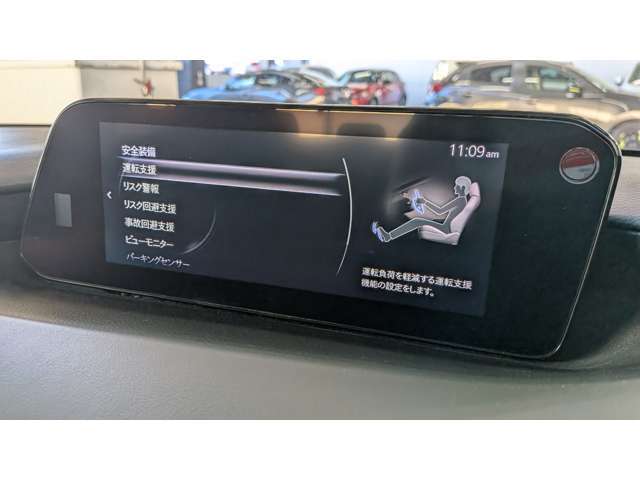 安全装備
11:09 am
運転支援
リスク警報
リスク回避支援
事故回避支援
ビューモニター
パーキングセンサー
運転負荷を軽減する運転支援
機能の設定をします。